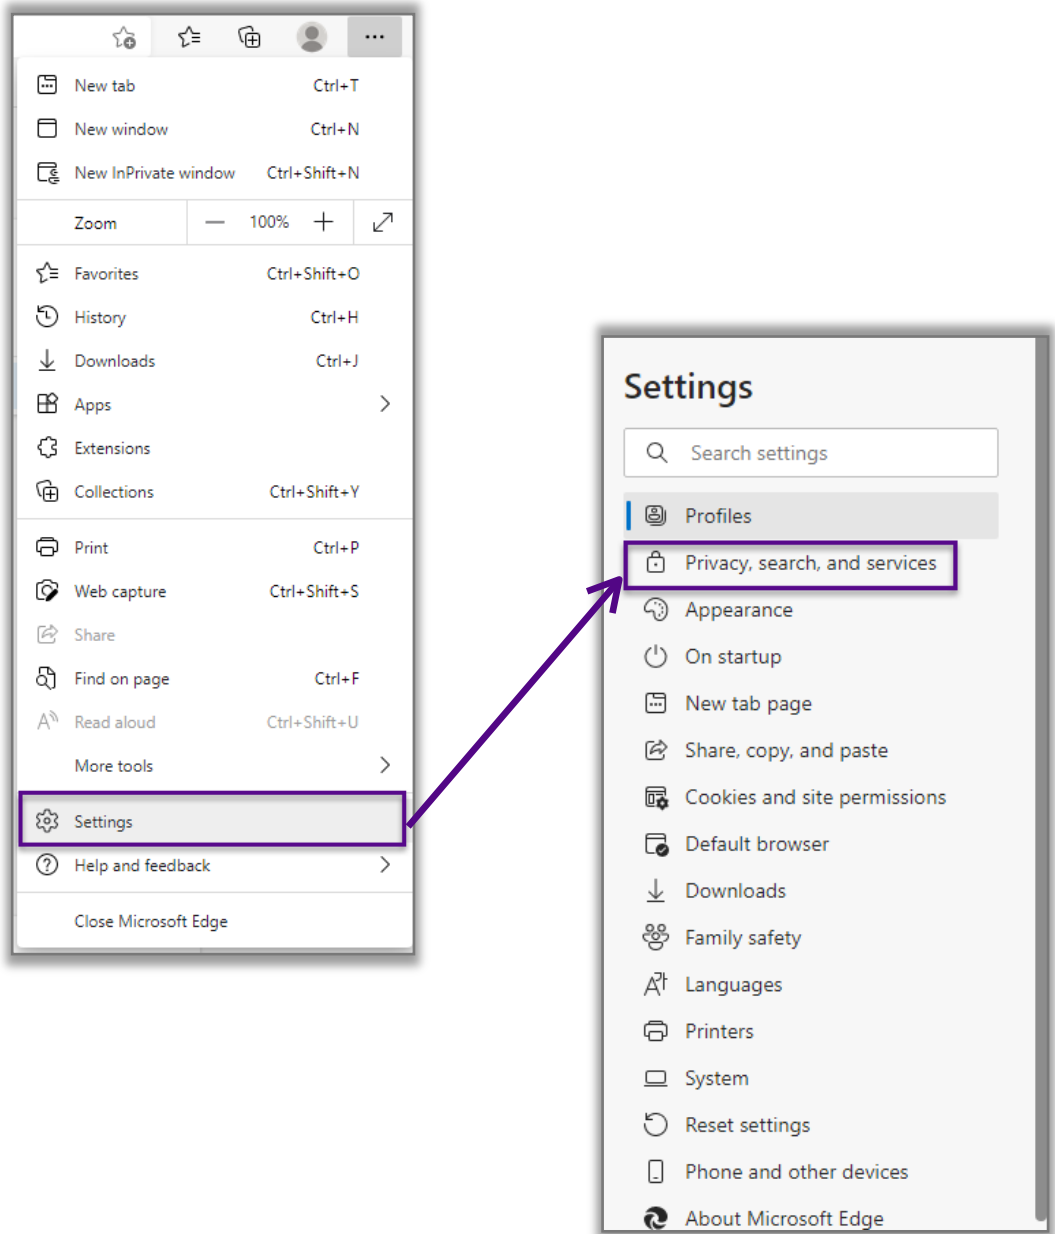 New tab Ctrl+T
New window Ctrl+N
New InPrivate window Ctrl+Shift+N
Zoom 100%
Favorites Ctrl+Shift+O
History Ctrl+H
Downloads Ctrl+J
Apps
Extensions
Collections Ctrl+Shift+Y
Print Ctrl+P
Web capture Ctrl+Shift+S
Share
Find on page Ctrl+F
Read aloud Ctrl+Shift+U
More tools
Settings
Help and feedback
Close Microsoft Edge
Settings
Search settings
Profiles
Privacy, search, and services
Appearance
On startup
New tab page
Share, copy, and paste
Cookies and site permissions
Default browser
Downloads
Family safety
Languages
Printers
System
Reset settings
Phone and other devices
About Microsoft Edge